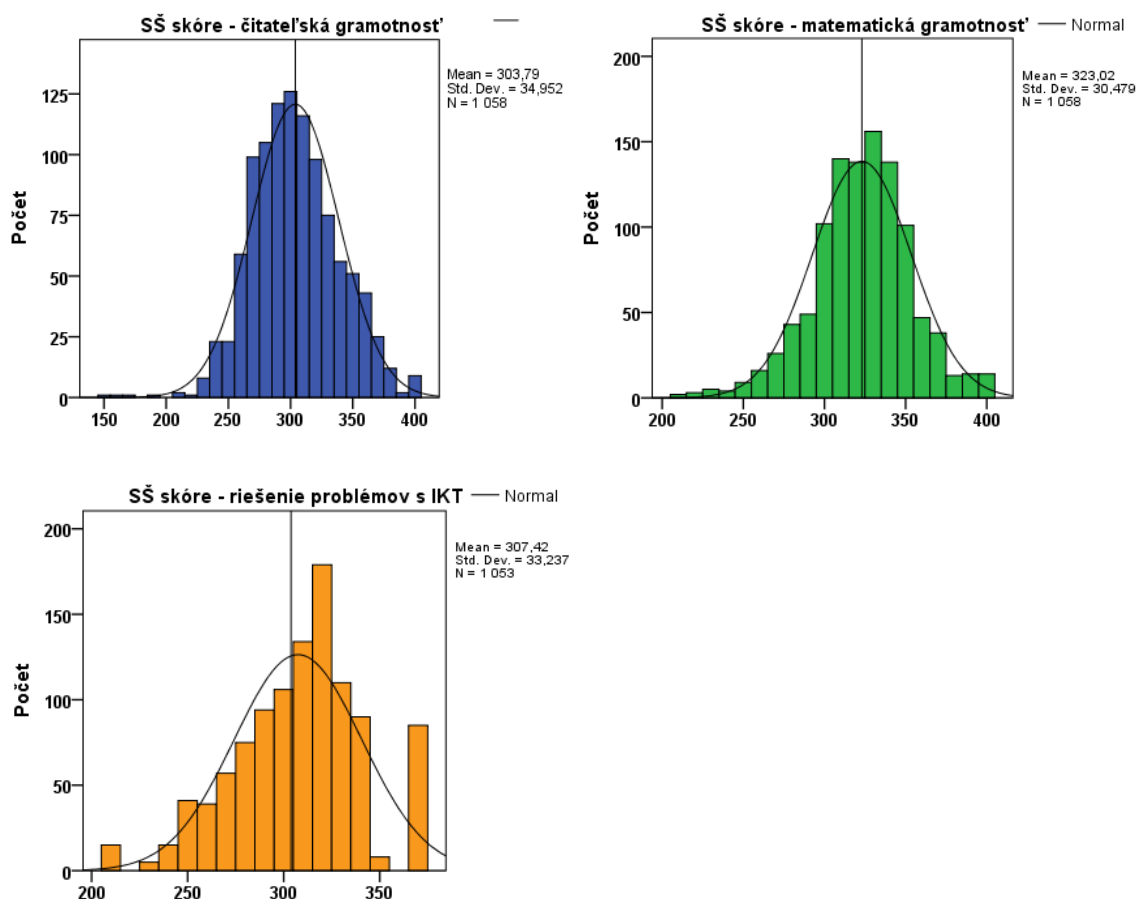 SŠ skóre - čitateľská gramotnosť
Mean = 303,79
Std. Dev. = 34,952
N = 1 058
Počet
125
100
75
50
25
0
150 200 250 300 350 400
SŠ skóre - matematická gramotnosť
Normal
Mean = 323,02
Std. Dev. = 30,479
N = 1 058
Počet
200
150
100
50
0
200 250 300 350 400
SŠ skóre - riešenie problémov s IKT
Normal
Mean = 307,42
Std. Dev. = 33,237
N = 1 053
Počet
200
150
100
50
0
200 250 300 350